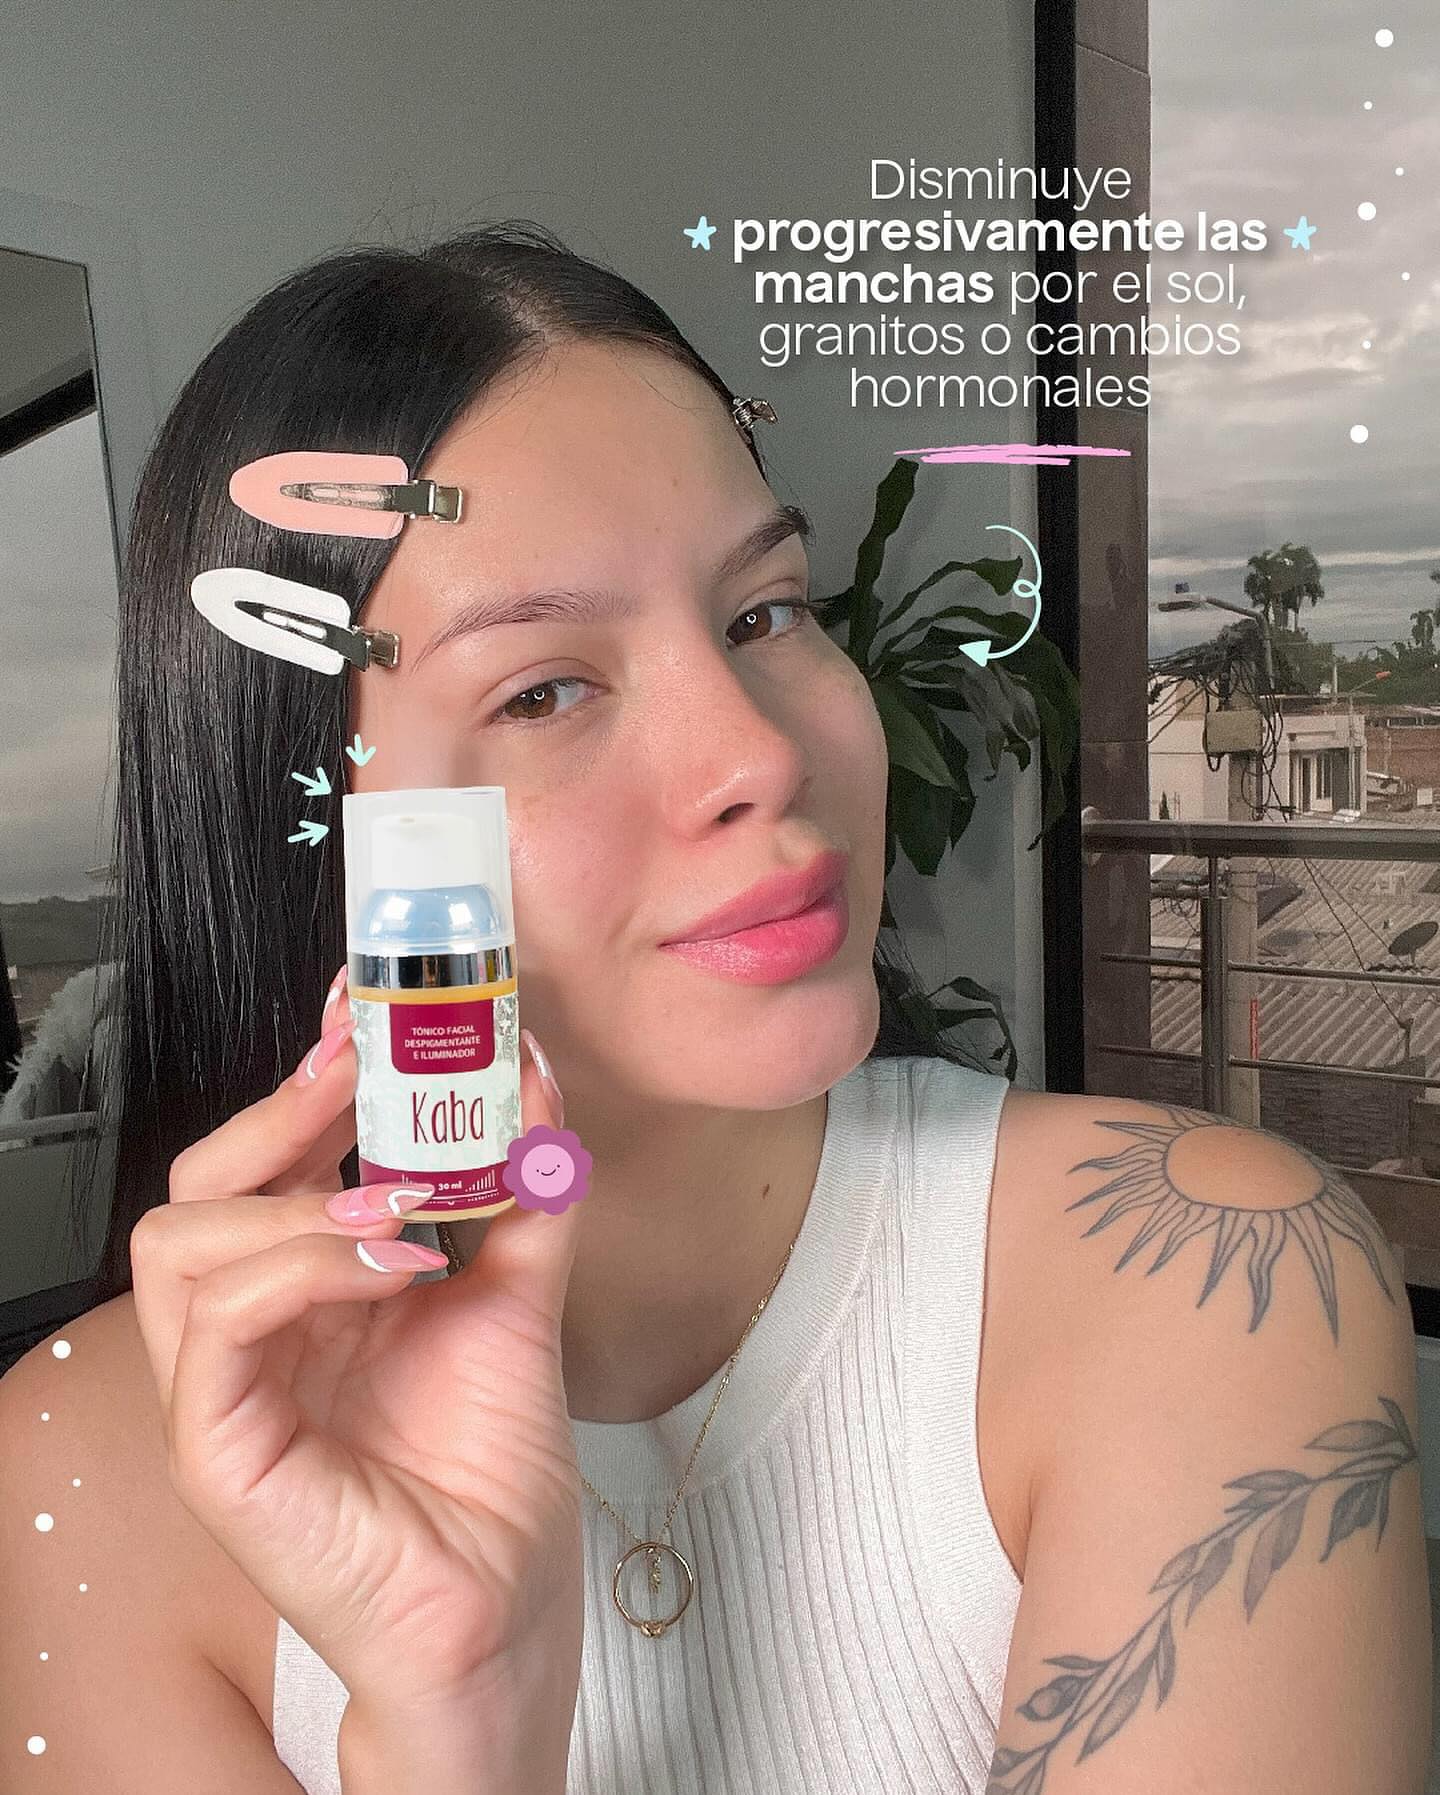 Disminuye
progresivamente las
manchas por el sol,
granitos o cambios
hormonales
TÓNICO FACIAL
DESPIGMENTANTE
E ILUMINADOR
Kaba
30 ml